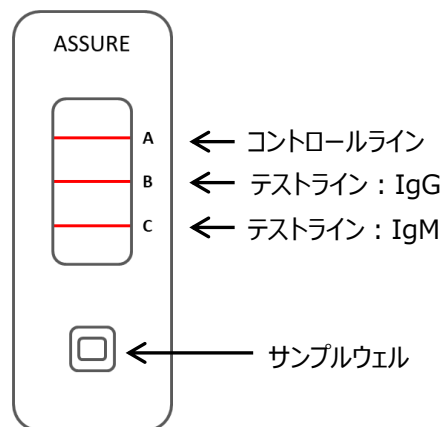 ASSURE
A
コントロールライン
B
テストライン：IgG
C
テストライン：IgM
サンプルウェル